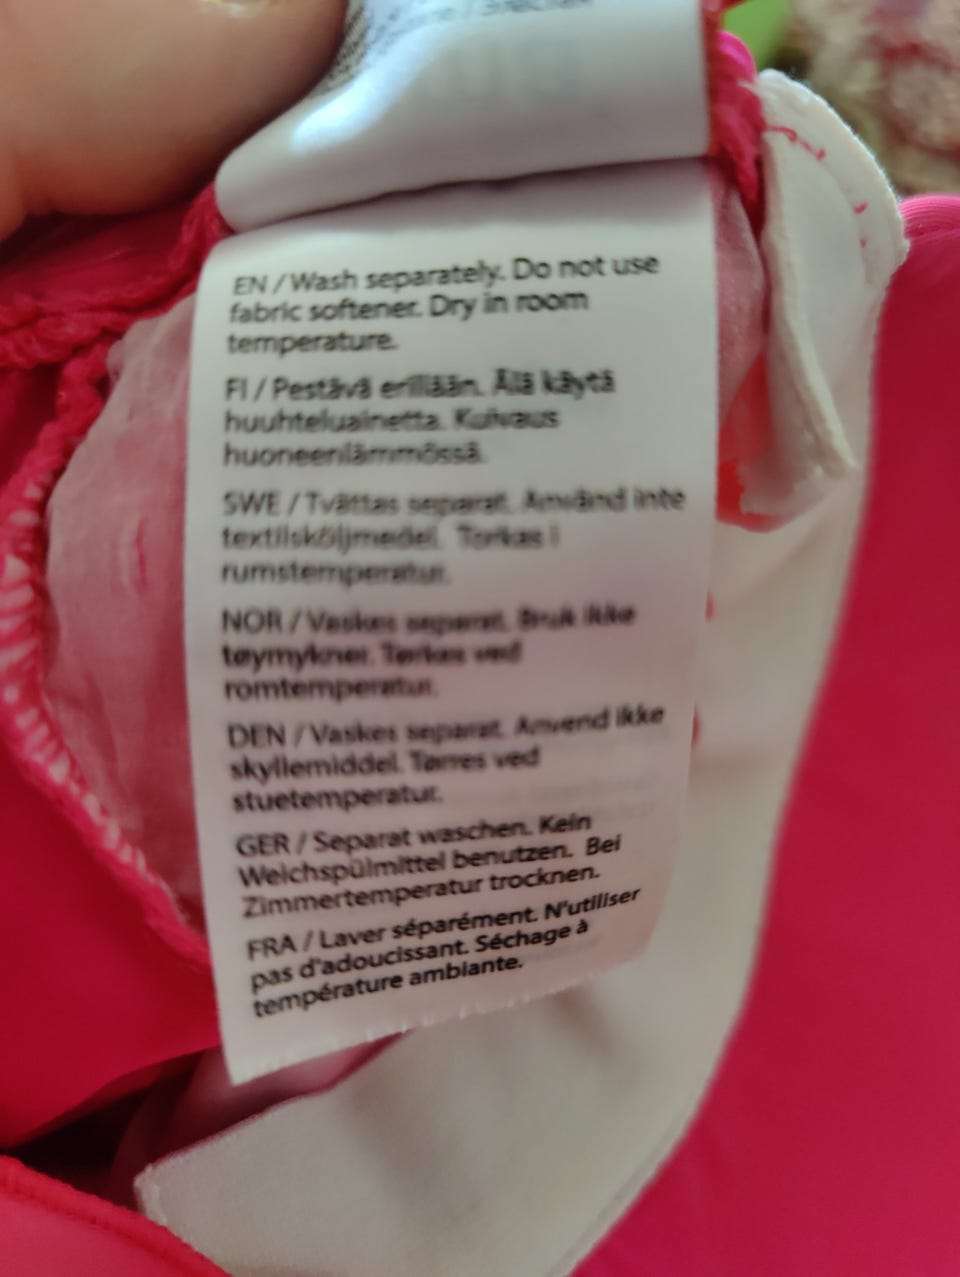 EN / Wash separately. Do not use
fabric softener. Dry in room
temperature.
FI / Pestävä erillään. Älä käytä
huuhteluainetta. Kuivaus
huoneenlämmössä.
SWE / Tvättas separat. Använd inte
textilsköljmedel. Torkas i
rumstemperatur.
NOR / Vaskes separat. Bruk ikke
tøymykner. Tørkes ved
romtemperatur.
DEN / Vaskes separat. Anvend ikke
skyllemiddel. Tørres ved
stuetemperatur.
GER / Separat waschen. Kein
Weichspülmittel benutzen. Bei
Zimmertemperatur trocknen.
FRA / Laver séparément. N'utiliser
pas d'adoucissant. Séchage à
température ambiante.